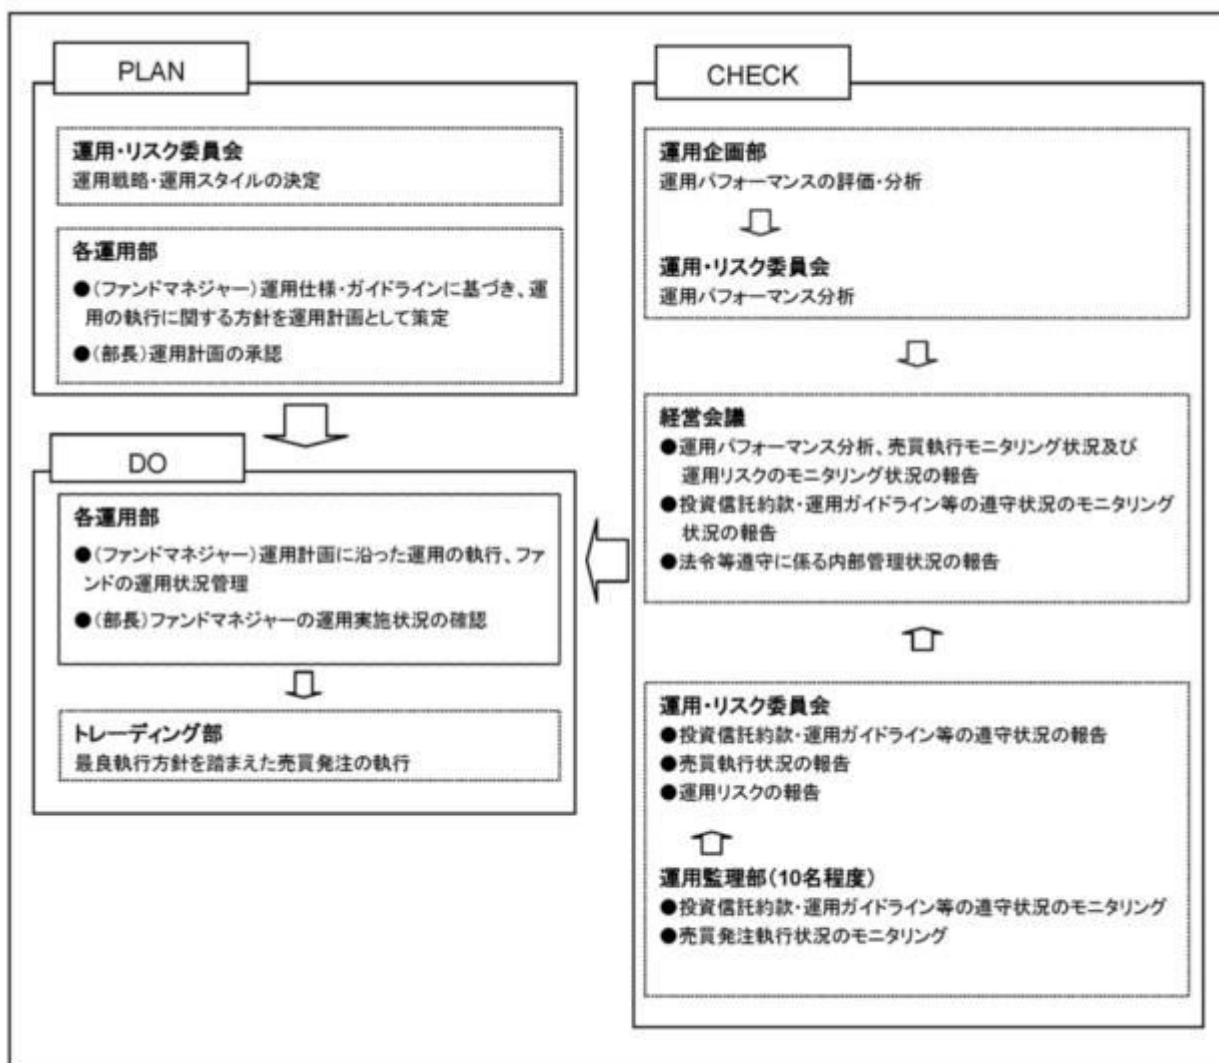 PLAN
運用・リスク委員会
運用戦略・運用スタイルの決定
各運用部
●(ファンドマネジャー)運用仕様・ガイドラインに基づき、運
用の執行に関する方針を運用計画として策定
●(部長)運用計画の承認
DO
各運用部
●(ファンドマネジャー)運用計画に沿った運用の執行、ファ
ンドの運用状況管理
●(部長)ファンドマネジャーの運用実施状況の確認
トレーディング部
最良執行方針を踏まえた売買発注の執行
CHECK
運用企画部
運用パフォーマンスの評価・分析
運用・リスク委員会
運用パフォーマンス分析
経営会議
●運用パフォーマンス分析、売買執行モニタリング状況及び
運用リスクのモニタリング状況の報告
●投資信託約款・運用ガイドライン等の遵守状況のモニタリング
状況の報告
●法令等遵守に係る内部管理状況の報告
運用・リスク委員会
●投資信託約款・運用ガイドライン等の遵守状況の報告
●売買執行状況の報告
●運用リスクの報告
運用監理部(10名程度)
●投資信託約款・運用ガイドライン等の遵守状況のモニタリング
●売買発注執行状況のモニタリング